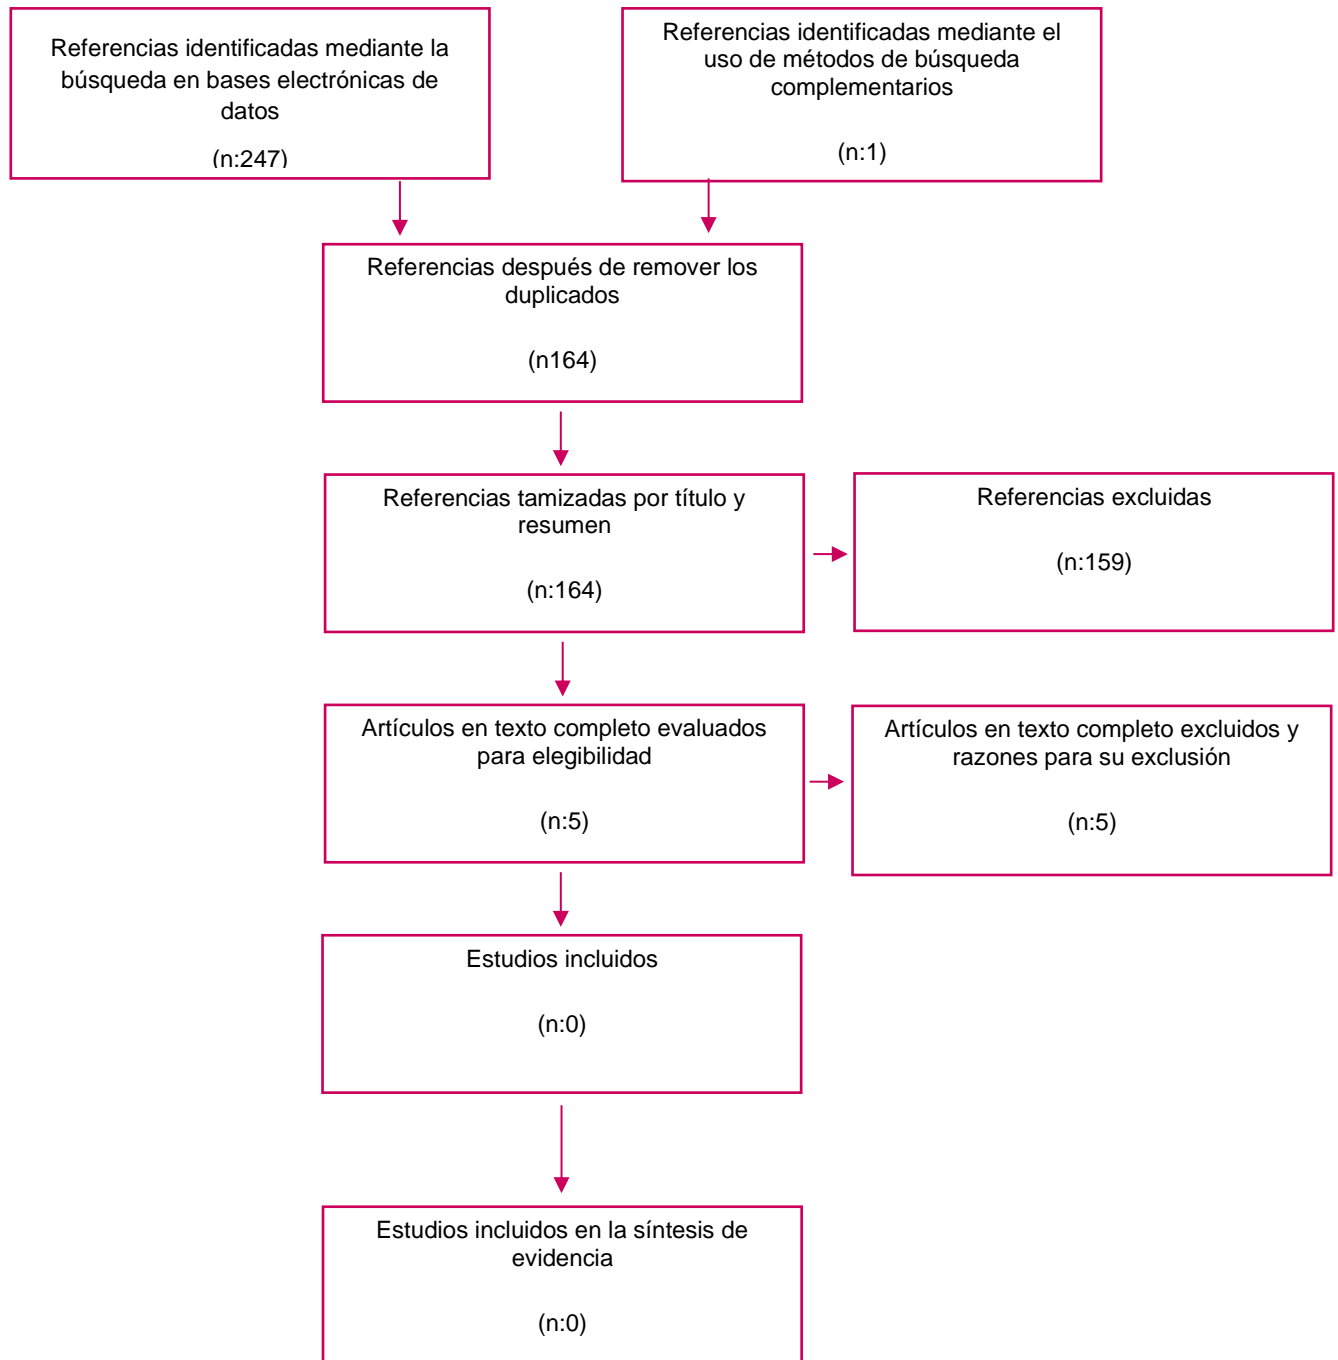 Referencias identificadas mediante la
búsqueda en bases electrónicas de
datos
(n:247)
Referencias identificadas mediante el
uso de métodos de búsqueda
complementarios
(n:1)
Referencias después de remover los
duplicados
(n164)
Referencias tamizadas por título y
resumen
(n:164)
Referencias excluidas
(n:159)
Artículos en texto completo evaluados
para elegibilidad
(n:5)
Artículos en texto completo excluidos y
razones para su exclusión
(n:5)
Estudios incluidos
(n:0)
Estudios incluidos en la síntesis de
evidencia
(n:0)